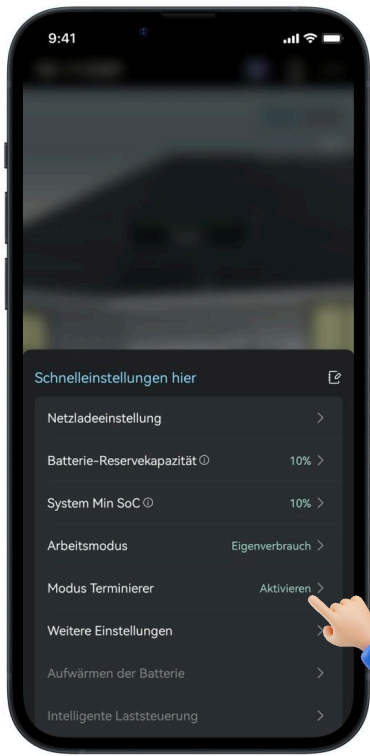 9:41
Schnelleinstellungen hier
Netzladeeinstellung
Batterie-Reservekapazität 10%
System Min SoC 10%
Arbeitsmodus Eigenverbrauch
Modus Terminierer Aktivieren
Weitere Einstellungen
Aufwärmen der Batterie
Intelligente Laststeuerung